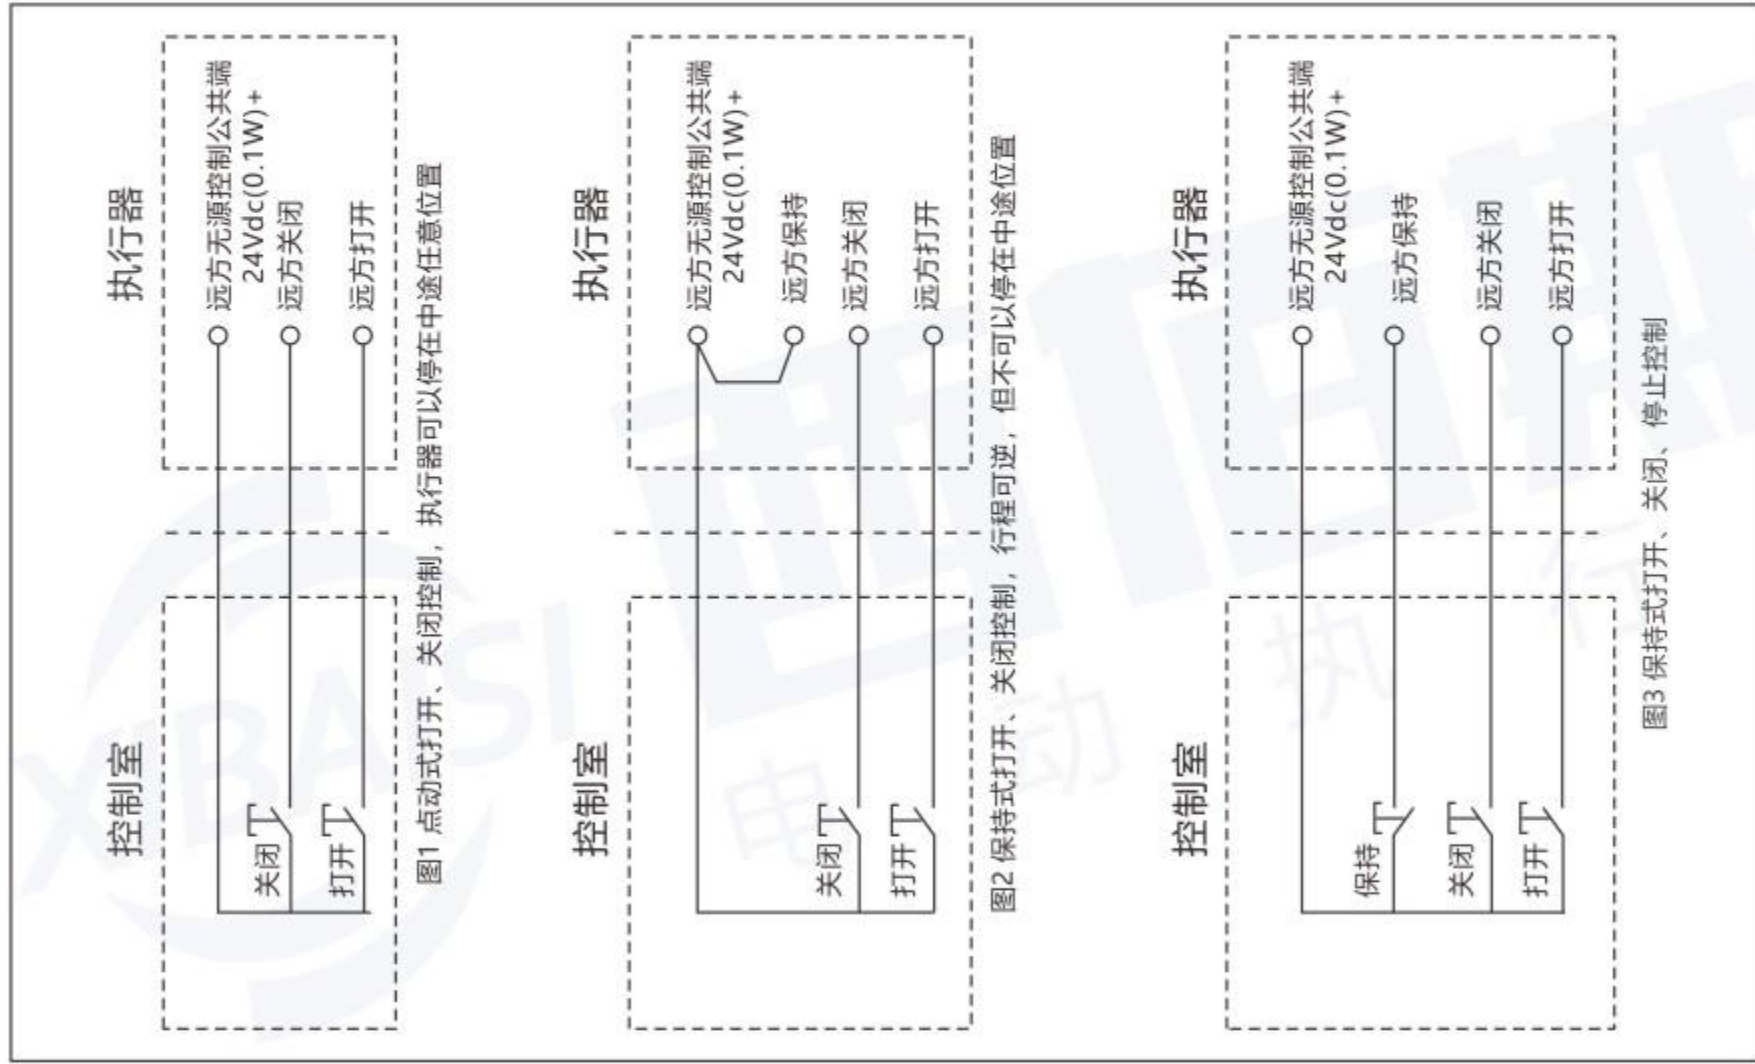 控制室
执行器
远方无源控制公共端
24Vdc(0.1W)+
关闭
远方关闭
打开
远方打开
图1 点动式打开、关闭控制，执行器可以停在中途任意位置
控制室
执行器
远方无源控制公共端
24Vdc(0.1W)+
远方保持
关闭
远方关闭
打开
远方打开
图2 保持式打开、关闭控制，行程可逆，但不可以停在中途位置
控制室
执行器
远方无源控制公共端
24Vdc(0.1W)+
保持
远方保持
关闭
远方关闭
打开
远方打开
图3 保持式打开、关闭、停止控制
XIBAISI
电动执行